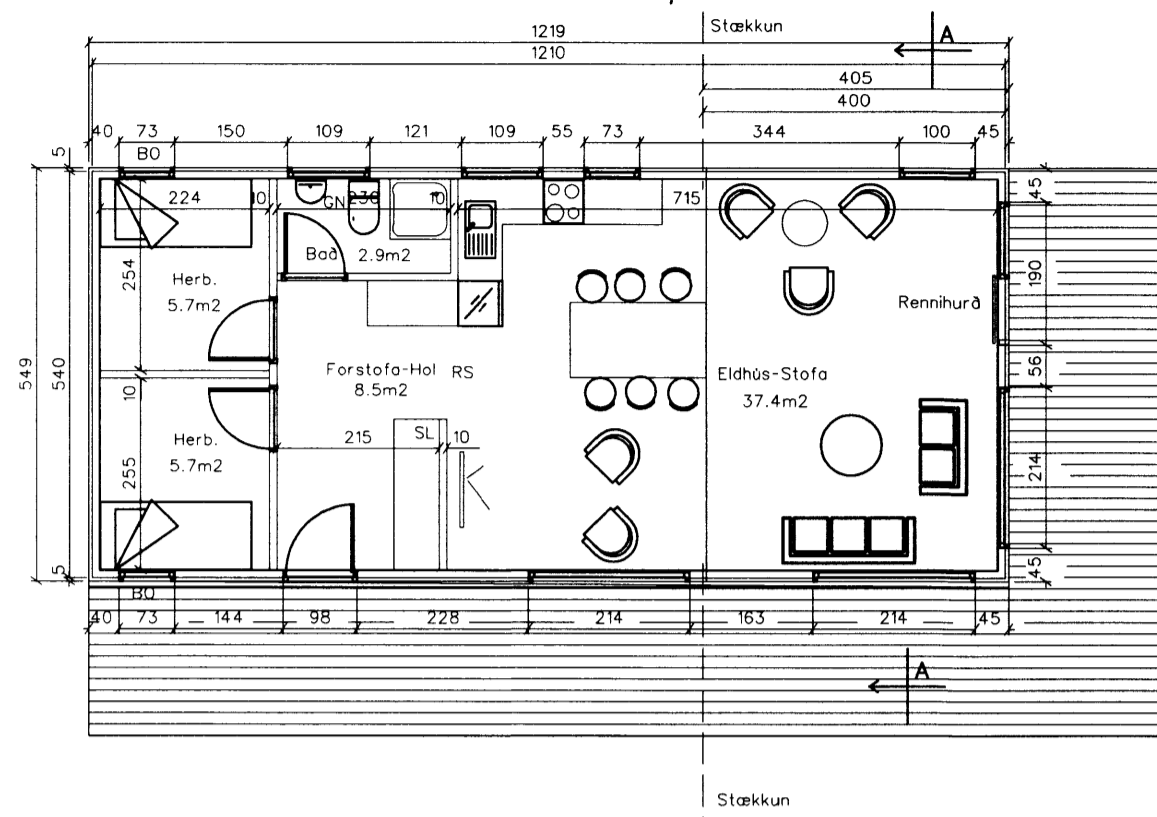 Stækkun
A
1219
1210
405
400
40 73 150 109 121 109 55 73 344 100 45
5
BO
224 10 GN 230 10 715
45
Bað 2.9m2
254
Herb.
5.7m2
190
Rennihurð
549
540
Forstofa-Hol RS
8.5m2
Eldhús-Stofa
37.4m2
56
10
215 SL 10
Herb.
5.7m2
255
214
5
45
BO
40 73 144 98 228 214 163 214 45
A
Stækkun